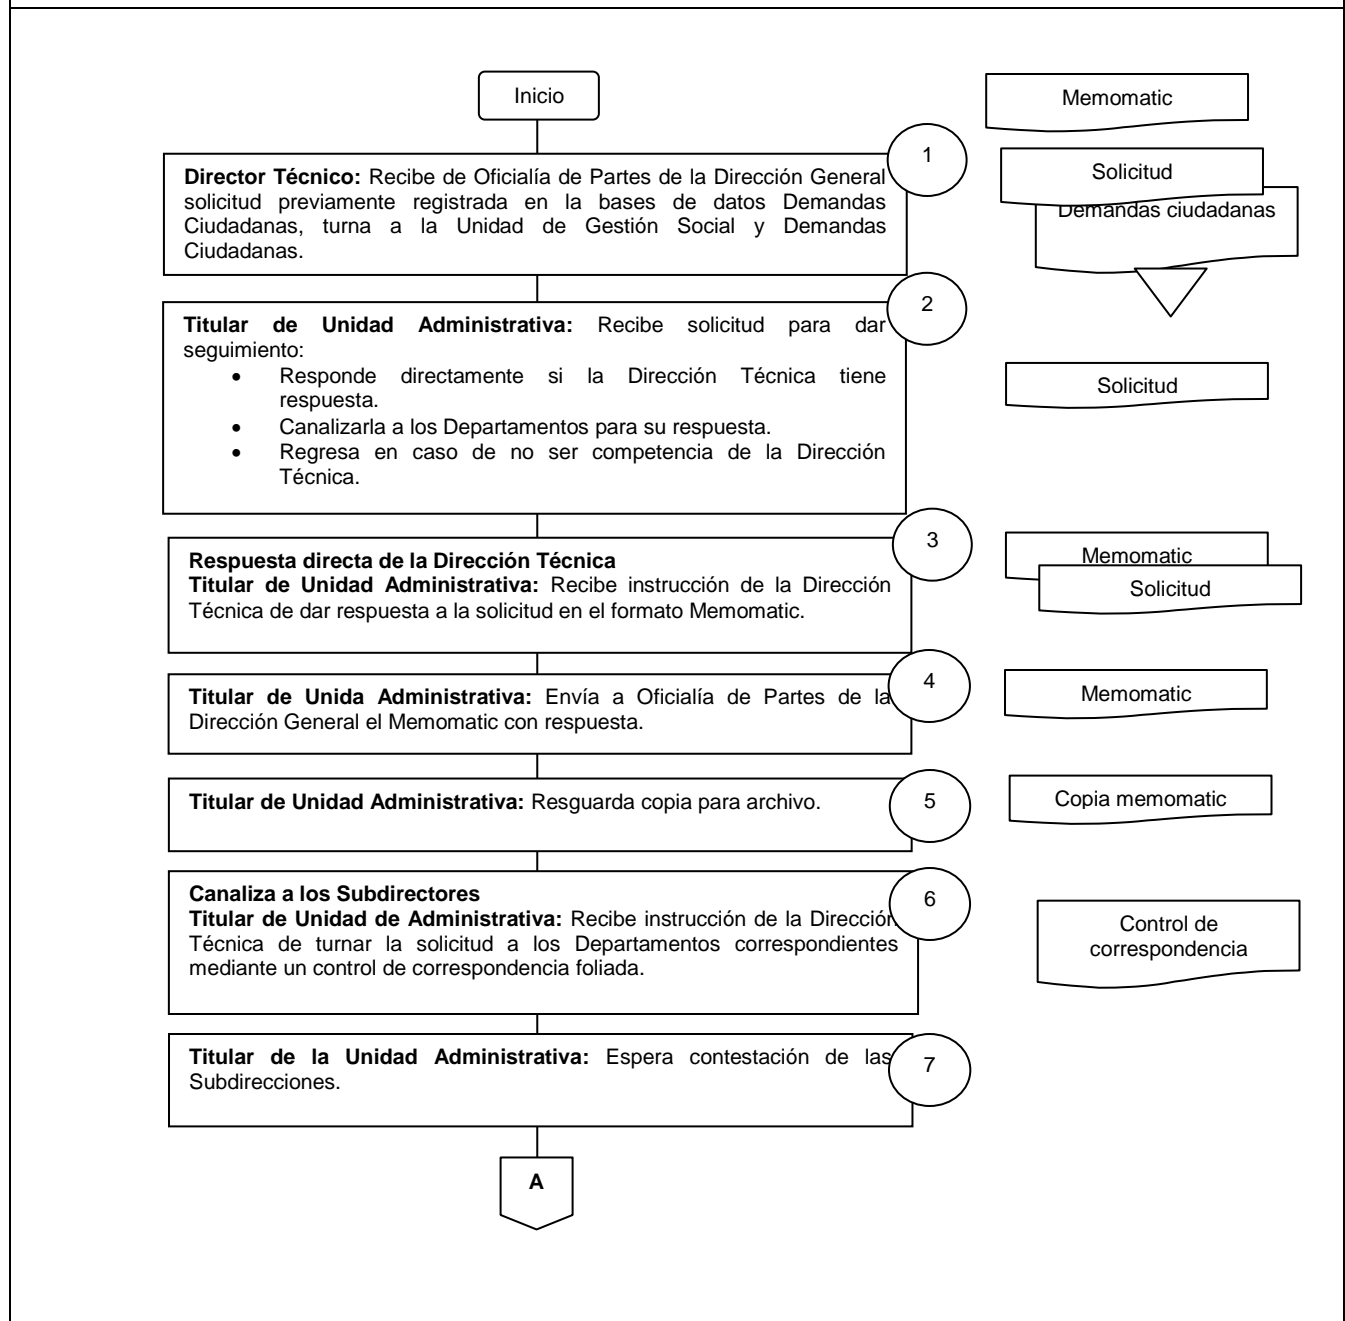 Inicio
Memomatic
1
Director Técnico: Recibe de Oficialía de Partes de la Dirección General
solicitud previamente registrada en la bases de datos Demandas
Ciudadanas, turna a la Unidad de Gestión Social y Demandas
Ciudadanas.
Solicitud
Demandas ciudadanas
2
Titular de Unidad Administrativa: Recibe solicitud para dar
seguimiento:
• Responde directamente si la Dirección Técnica tiene
respuesta.
• Canalizarla a los Departamentos para su respuesta.
• Regresa en caso de no ser competencia de la Dirección
Técnica.
Solicitud
3
Respuesta directa de la Dirección Técnica
Titular de Unidad Administrativa: Recibe instrucción de la Dirección
Técnica de dar respuesta a la solicitud en el formato Memomatic.
Memomatic
Solicitud
4
Titular de Unida Administrativa: Envía a Oficialía de Partes de la
Dirección General el Memomatic con respuesta.
Memomatic
5
Titular de Unidad Administrativa: Resguarda copia para archivo.
Copia memomatic
6
Canaliza a los Subdirectores
Titular de Unidad de Administrativa: Recibe instrucción de la Dirección
Técnica de turnar la solicitud a los Departamentos correspondientes
mediante un control de correspondencia foliada.
Control de
correspondencia
7
Titular de la Unidad Administrativa: Espera contestación de las
Subdirecciones.
A